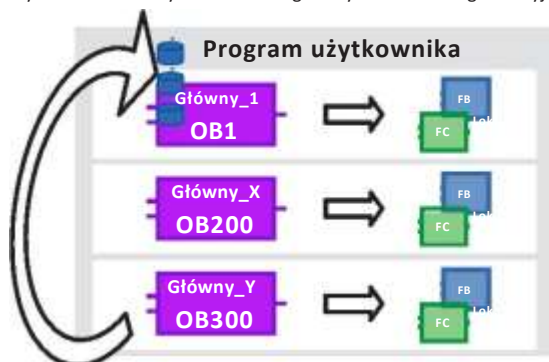 Program użytkownika
Główny_1
OB1
FB
FC
Główny_X
OB200
FB
FC
Główny_Y
OB300
FB
FC